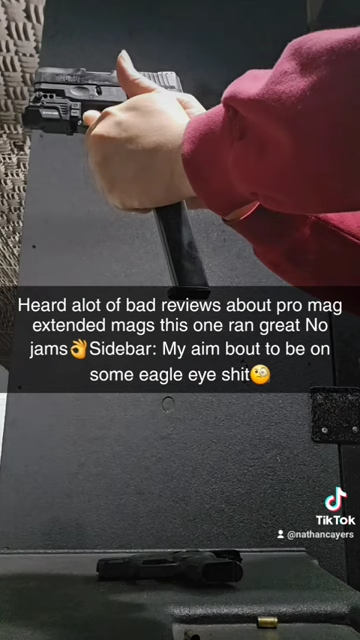 Heard alot of bad reviews about pro mag
extended mags this one ran great No
jams👌Sidebar: My aim bout to be on
some eagle eye shit🧐
TikTok
@nathancayers